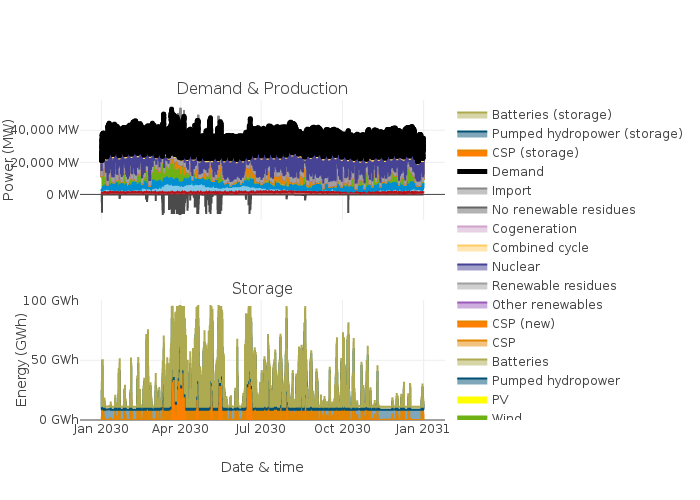 Demand & Production
Power (MW)
40,000 MW
20,000 MW
0 MW
Storage
Energy (GWh)
100 GWh
50 GWh
0 GWh
Jan 2030
Apr 2030
Jul 2030
Oct 2030
Jan 2031
Date & time
Batteries (storage)
Pumped hydropower (storage)
CSP (storage)
Demand
Import
No renewable residues
Cogeneration
Combined cycle
Nuclear
Renewable residues
Other renewables
CSP (new)
CSP
Batteries
Pumped hydropower
PV
Wind